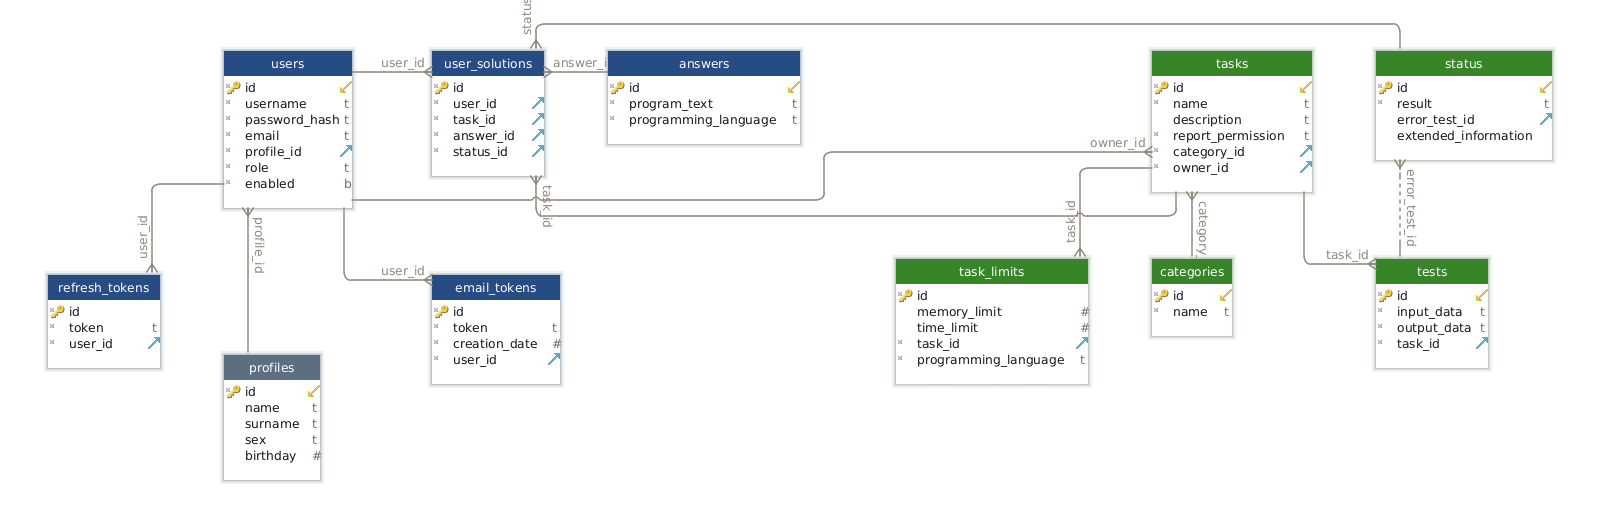 status
users
id
username t
password_hash t
email t
profile_id
role t
enabled b
user_id
user_solutions
id
user_id
task_id
answer_id
status_id
answer_i
answers
id
program_text t
programming_language t
tasks
id
name t
description t
report_permission t
category_id
owner_id
status
id
result t
error_test_id
extended_information
owner_id
task_id
user_id
profile_id
user_id
task_id
category_
error_test_id
task_id
refresh_tokens
id
token t
user_id
email_tokens
id
token t
creation_date #
user_id
task_limits
id
memory_limit #
time_limit #
task_id
programming_language t
categories
id
name t
tests
id
input_data t
output_data t
task_id
profiles
id
name t
surname t
sex t
birthday #